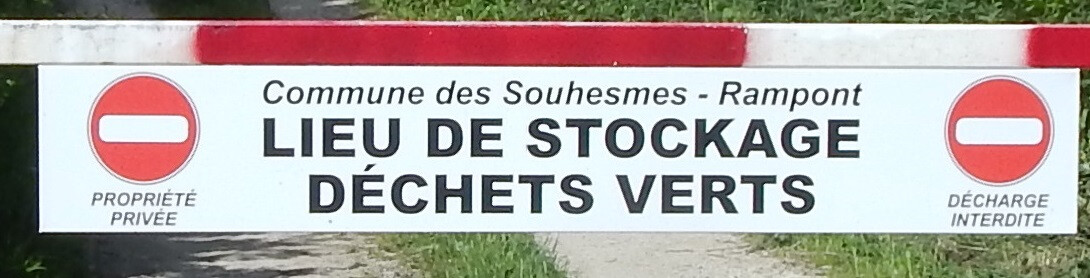 Commune des Souhesmes - Rampont
LIEU DE STOCKAGE
DÉCHETS VERTS
PROPRIÉTÉ
PRIVÉE
DÉCHARGE
INTERDITE